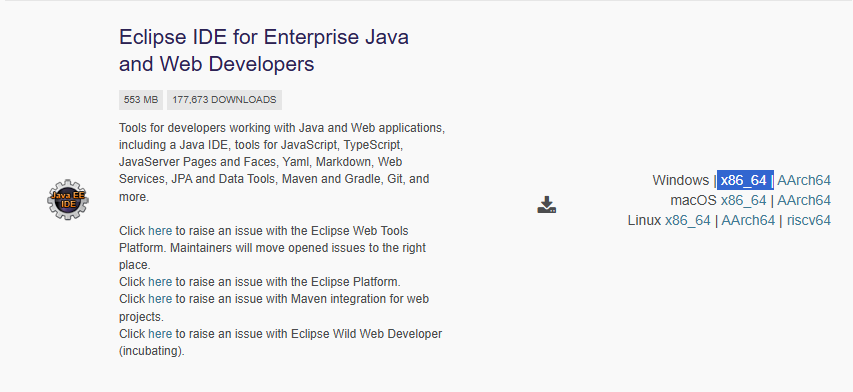 Eclipse IDE for Enterprise Java
and Web Developers
553 MB 177,673 DOWNLOADS
Tools for developers working with Java and Web applications,
including a Java IDE, tools for JavaScript, TypeScript,
JavaServer Pages and Faces, Yaml, Markdown, Web
Services, JPA and Data Tools, Maven and Gradle, Git, and
more.
Java EE
IDE
Click here to raise an issue with the Eclipse Web Tools
Platform. Maintainers will move opened issues to the right
place.
Click here to raise an issue with the Eclipse Platform.
Click here to raise an issue with Maven integration for web
projects.
Click here to raise an issue with Eclipse Wild Web Developer
(incubating).
Windows | x86_64 | AArch64
macOS x86_64 | AArch64
Linux x86_64 | AArch64 | riscv64